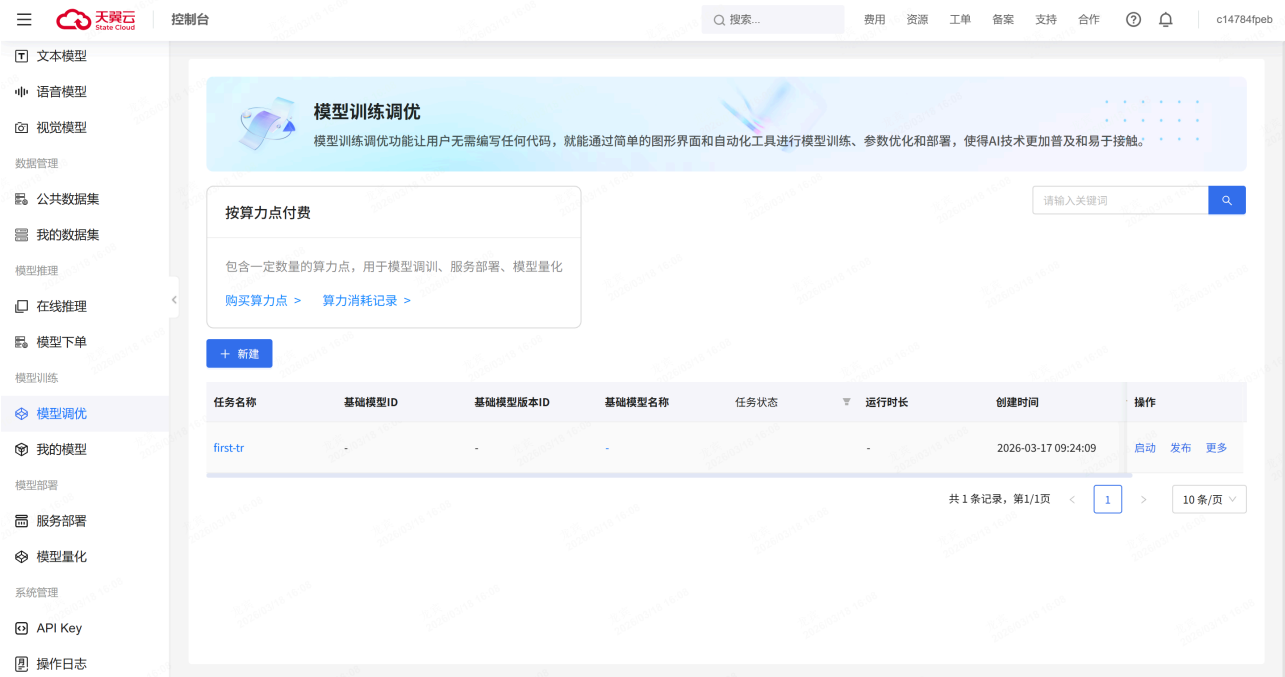 天翼云
State Cloud
控制台
搜索...
费用
资源
工单
备案
支持
合作
c14784fpeb
文本模型
语音模型
视觉模型
数据管理
公共数据集
我的数据集
模型推理
在线推理
模型下单
模型训练
模型调优
我的模型
模型部署
服务部署
模型量化
系统管理
API Key
操作日志
模型训练调优
模型训练调优功能让用户无需编写任何代码，就能通过简单的图形界面和自动化工具进行模型训练、参数优化和部署，使得AI技术更加普及和易于接触。
按算力点付费
包含一定数量的算力点，用于模型调训、服务部署、模型量化
购买算力点 > 算力消耗记录 >
请输入关键词
+ 新建
任务名称 基础模型ID 基础模型版本ID 基础模型名称 任务状态 运行时长 创建时间 操作
first-tr - - - - 2026-03-17 09:24:09 启动 发布 更多
共 1 条记录，第1/1页 < 1 > 10 条/页